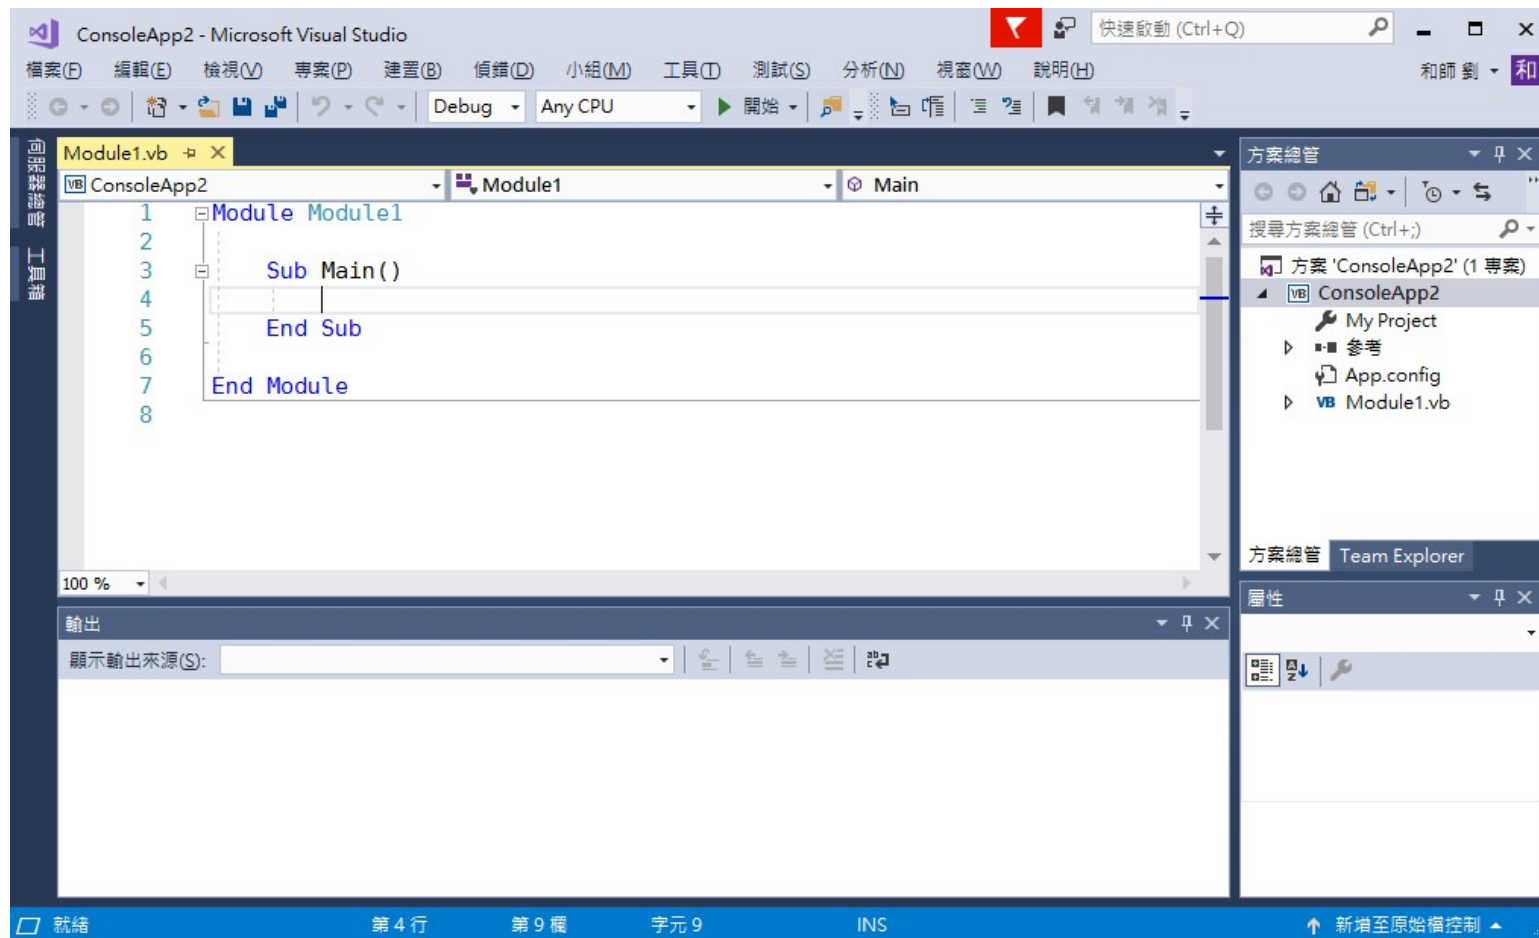 ConsoleApp2 - Microsoft Visual Studio
快速啟動 (Ctrl+Q)
檔案(F) 編輯(E) 檢視(V) 專案(P) 建置(B) 偵錯(D) 小組(M) 工具(T) 測試(S) 分析(N) 視窗(W) 說明(H)
和師 劉 和
Debug Any CPU 開始
伺服器總管
工具箱
Module1.vb
ConsoleApp2 Module1 Main
1 Module Module1
2
3 Sub Main()
4
5 End Sub
6
7 End Module
8
100 %
方案總管
搜尋方案總管 (Ctrl+;)
方案 'ConsoleApp2' (1 專案)
ConsoleApp2
My Project
參考
App.config
Module1.vb
方案總管 Team Explorer
輸出
顯示輸出來源(S):
屬性
就緒 第 4 行 第 9 欄 字元 9 INS 新增至原始檔控制